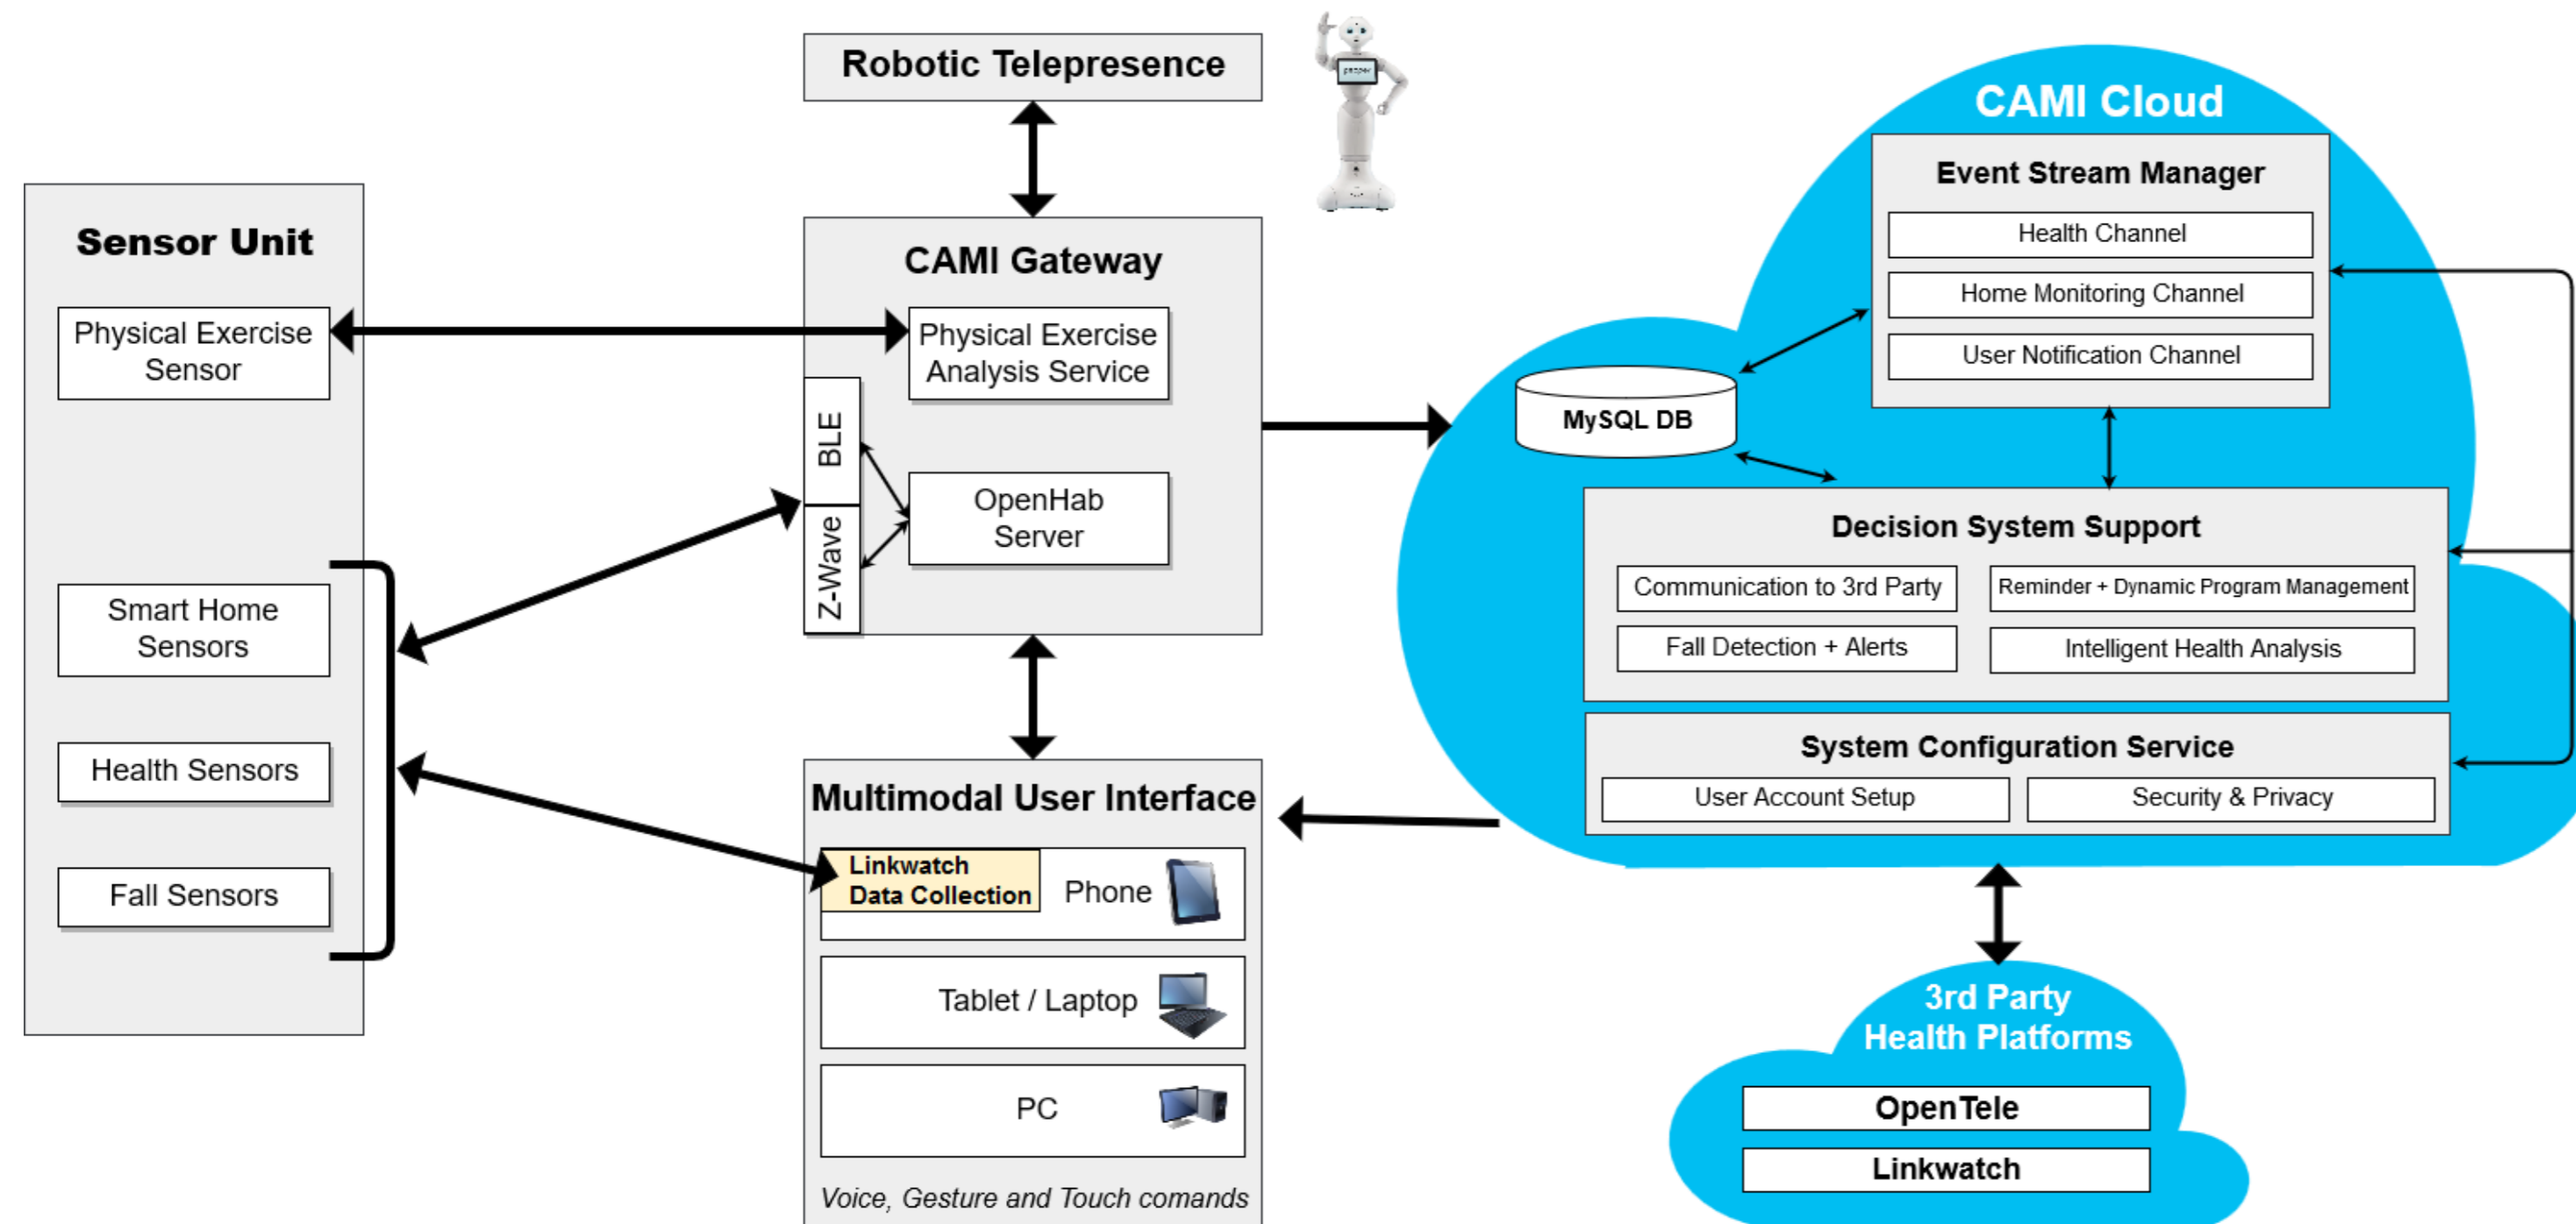 Robotic Telepresence
pepper
Sensor Unit
Physical Exercise
Sensor
Smart Home
Sensors
Health Sensors
Fall Sensors
CAMI Gateway
Physical Exercise
Analysis Service
BLE
Z-Wave
OpenHab
Server
Multimodal User Interface
Linkwatch
Data Collection
Phone
Tablet / Laptop
PC
Voice, Gesture and Touch comands
CAMI Cloud
Event Stream Manager
Health Channel
Home Monitoring Channel
User Notification Channel
MySQL DB
Decision System Support
Communication to 3rd Party
Reminder + Dynamic Program Management
Fall Detection + Alerts
Intelligent Health Analysis
System Configuration Service
User Account Setup
Security & Privacy
3rd Party
Health Platforms
OpenTele
Linkwatch